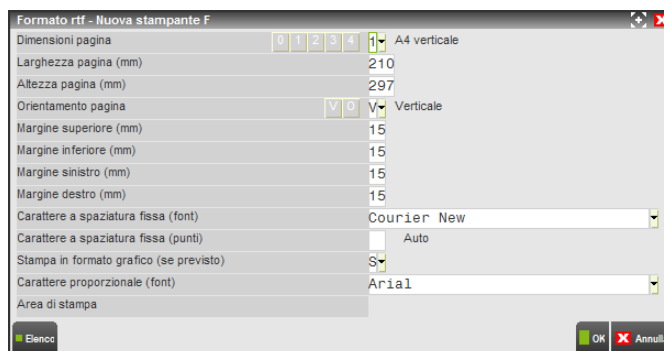 Formato rtf - Nuova stampante F
Dimensioni pagina 0 1 2 3 4 1 A4 verticale
Larghezza pagina (mm) 210
Altezza pagina (mm) 297
Orientamento pagina V O V Verticale
Margine superiore (mm) 15
Margine inferiore (mm) 15
Margine sinistro (mm) 15
Margine destro (mm) 15
Carattere a spaziatura fissa (font) Courier New
Carattere a spaziatura fissa (punti) Auto
Stampa in formato grafico (se previsto) S
Carattere proporzionale (font) Arial
Area di stampa
Elenco OK Annull